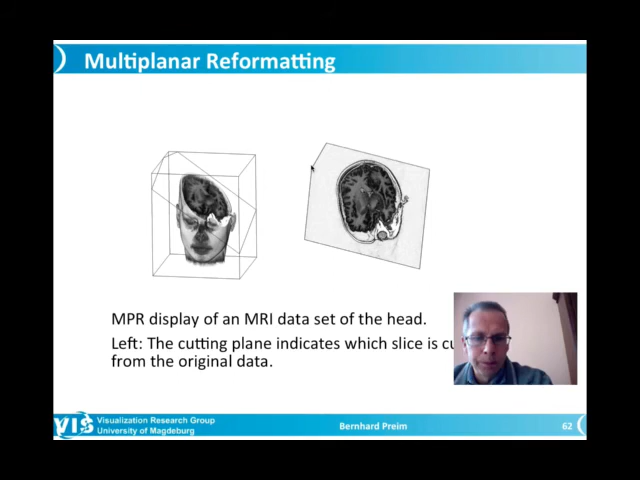 Multiplanar Reformatting
MPR display of an MRI data set of the head.
Left: The cutting plane indicates which slice is
from the original data.
VIS
Visualization Research Group
University of Magdeburg
Bernhard Preim
62